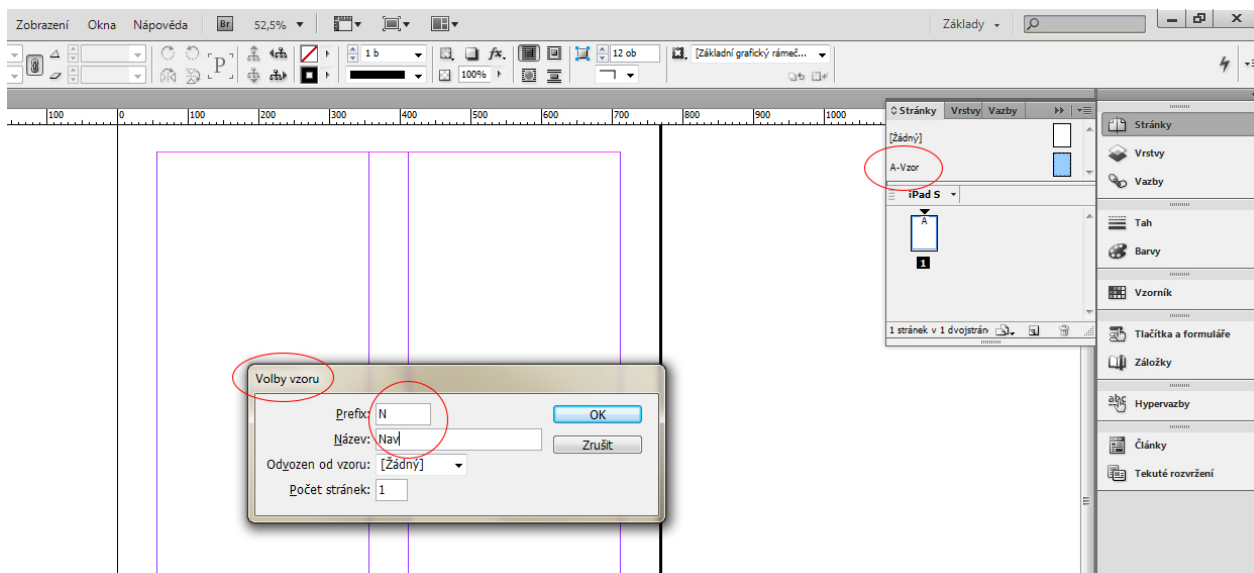 Zobrazení Okna Nápověda Br 52,5% Základy
P 1 b fx. 12 ob [Základní grafický rámeč...
100%
100 0 100 200 300 400 500 600 700 800 900 1000
Stránky Vrstvy Vazby
[Žádný]
A-Vzor
iPad S
A
1
1 stránek v 1 dvojstrán
Stránky
Vrstvy
Vazby
Tah
Barvy
Vzorník
Tlačítka a formuláře
Záložky
abc Hypervazby
Články
Tekuté rozvržení
Volby vzoru
Prefix: N OK
Název: Nav Zrušit
Odvozen od vzoru: [Žádný]
Počet stránek: 1